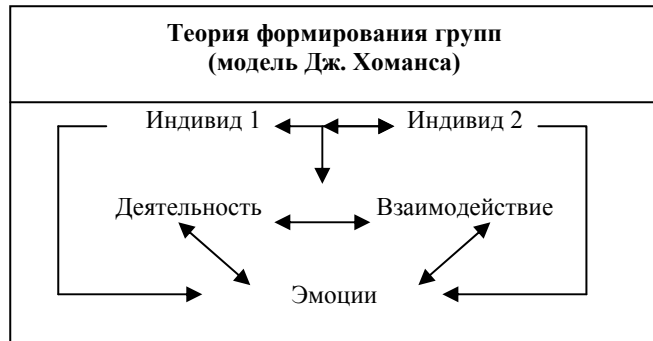 Теория формирования групп
(модель Дж. Хоманса)
Индивид 1 Индивид 2
Деятельность Взаимодействие
Эмоции